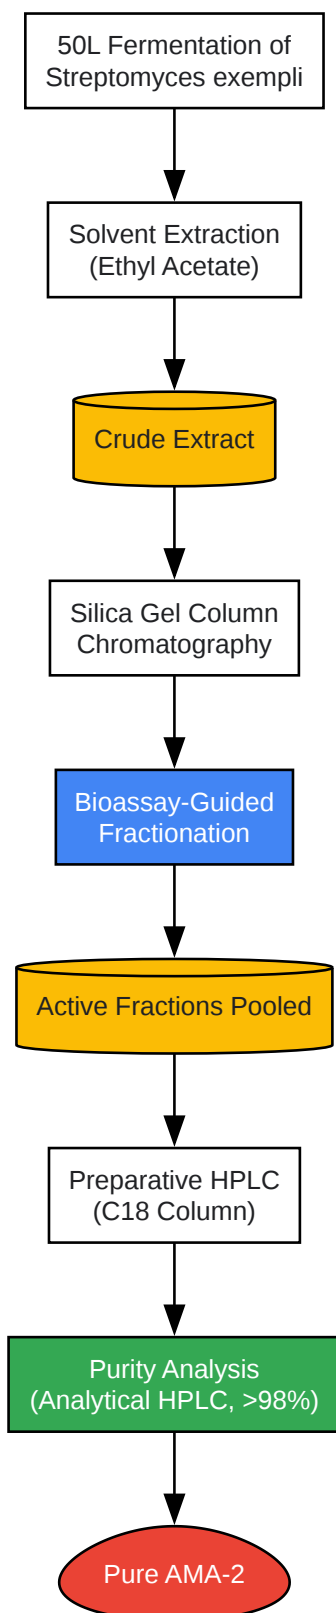 50L Fermentation of
Streptomyces exempli
Solvent Extraction
(Ethyl Acetate)
Crude Extract
Silica Gel Column
Chromatography
Bioassay-Guided
Fractionation
Active Fractions Pooled
Preparative HPLC
(C18 Column)
Purity Analysis
(Analytical HPLC, >98%)
Pure AMA-2